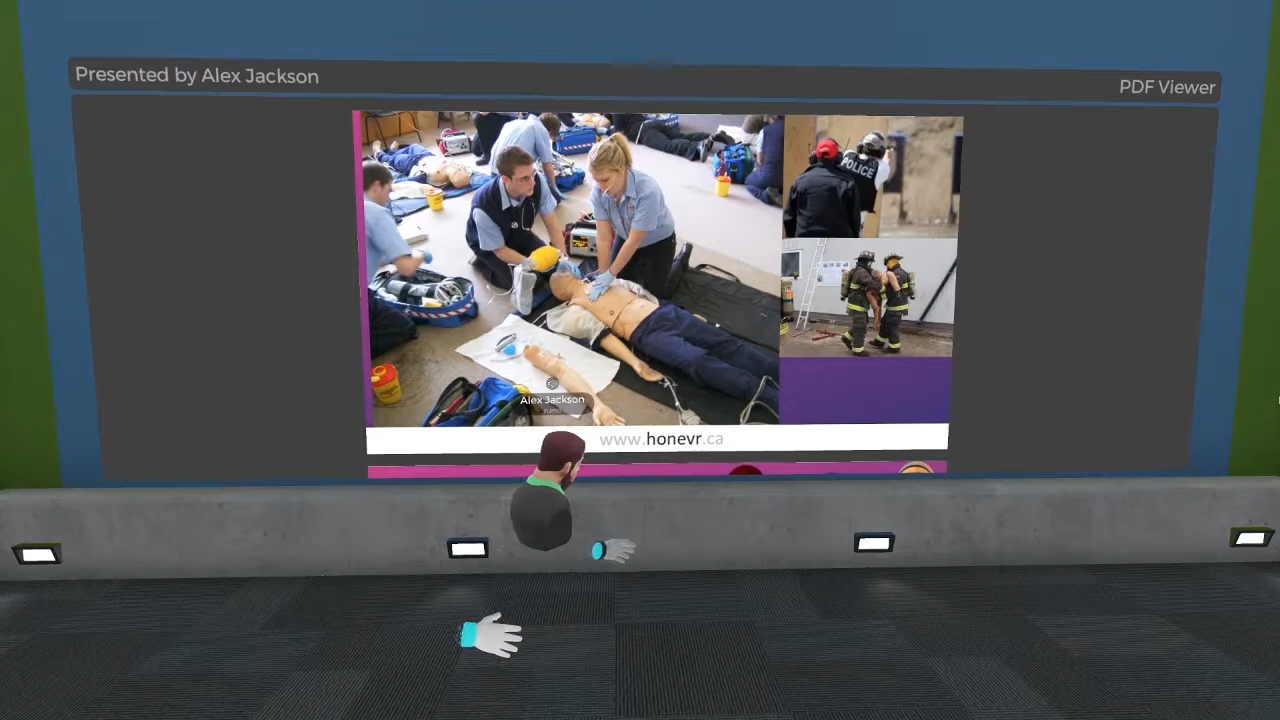 Presented by Alex Jackson
PDF Viewer
POLICE
Alex Jackson
www.honevr.ca